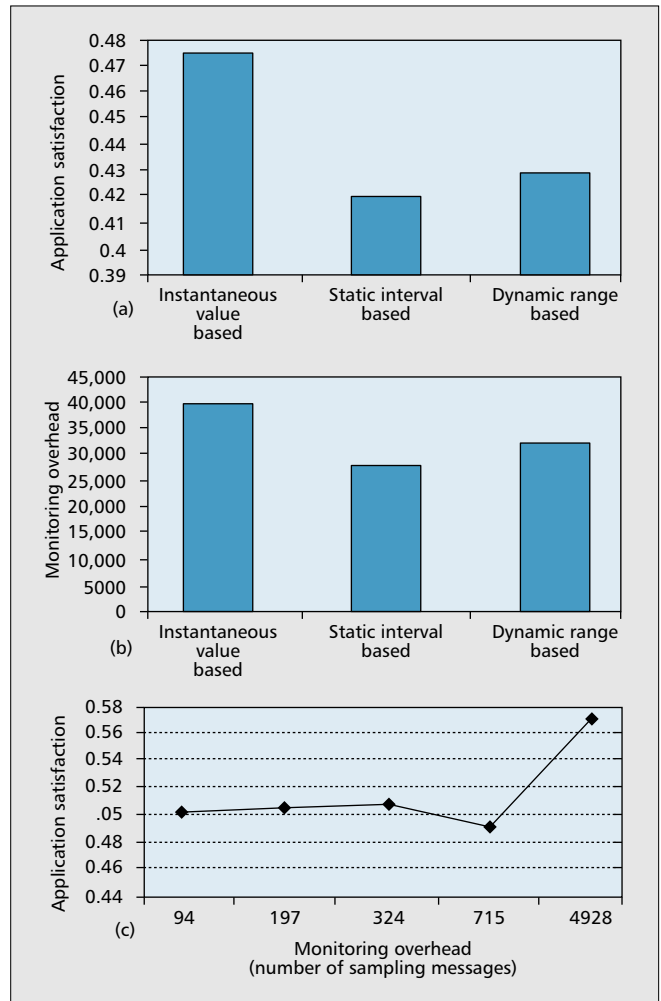 Application satisfaction
0.48
0.47
0.46
0.45
0.44
0.43
0.42
0.41
0.4
0.39
Instantaneous
value
based
Static interval
based
Dynamic range
based
(a)
Monitoring overhead
45,000
40,000
35,000
30,000
25,000
20,000
15,000
10,000
5000
0
Instantaneous
value
based
Static interval
based
Dynamic range
based
(b)
Application satisfaction
0.58
0.56
0.54
0.52
.05
0.48
0.46
0.44
94 197 324 715 4928
(c)
Monitoring overhead
(number of sampling messages)